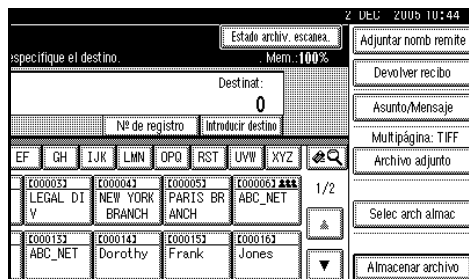 2 DEC 2005 10:44
Estado archiv. escanea.
Adjuntar nomb remite
especifique el destino.
Mem.:100%
Devolver recibo
Destinat:
0
Asunto/Mensaje
Nº de registro
Introducir destino
Multipágina: TIFF
EF GH IJK LMN OPQ RST UVW XYZ
Archivo adjunto
[00003] [00004] [00005] [00006]
LEGAL DI NEW YORK PARIS BR ABC_NET
V BRANCH ANCH
1/2
Selec arch almac
[00013] [00014] [00015] [00016]
ABC_NET Dorothy Frank Jones
Almacenar archivo